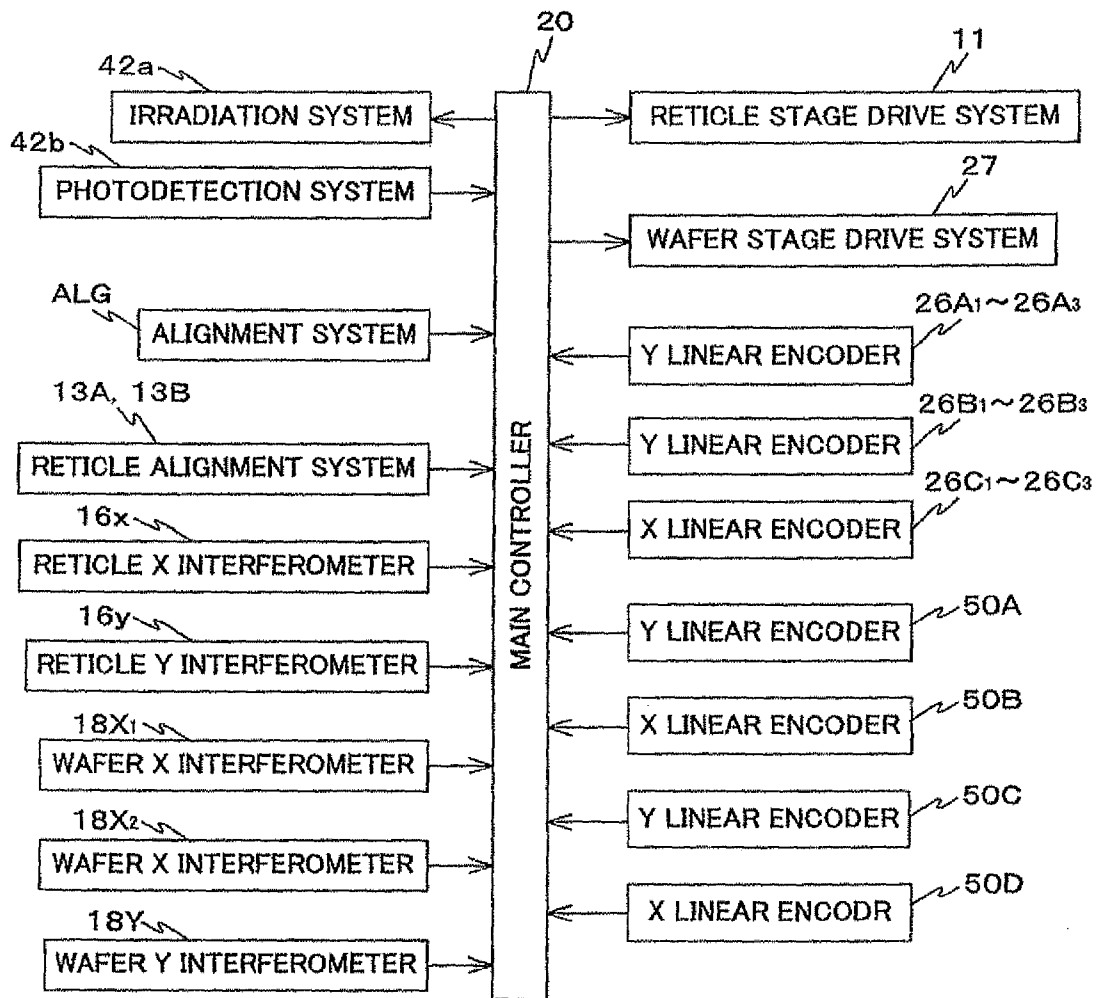 20
42a
11
IRRADIATION SYSTEM
RETICLE STAGE DRIVE SYSTEM
42b
PHOTODETECTION SYSTEM
27
WAFER STAGE DRIVE SYSTEM
ALG
ALIGNMENT SYSTEM
26A1~26A3
Y LINEAR ENCODER
13A, 13B
RETICLE ALIGNMENT SYSTEM
26B1~26B3
Y LINEAR ENCODER
26C1~26C3
X LINEAR ENCODER
MAIN CONTROLLER
16x
RETICLE X INTERFEROMETER
16y
RETICLE Y INTERFEROMETER
50A
Y LINEAR ENCODER
18X1
WAFER X INTERFEROMETER
50B
X LINEAR ENCODER
18X2
WAFER X INTERFEROMETER
50C
Y LINEAR ENCODER
18Y
WAFER Y INTERFEROMETER
50D
X LINEAR ENCODR